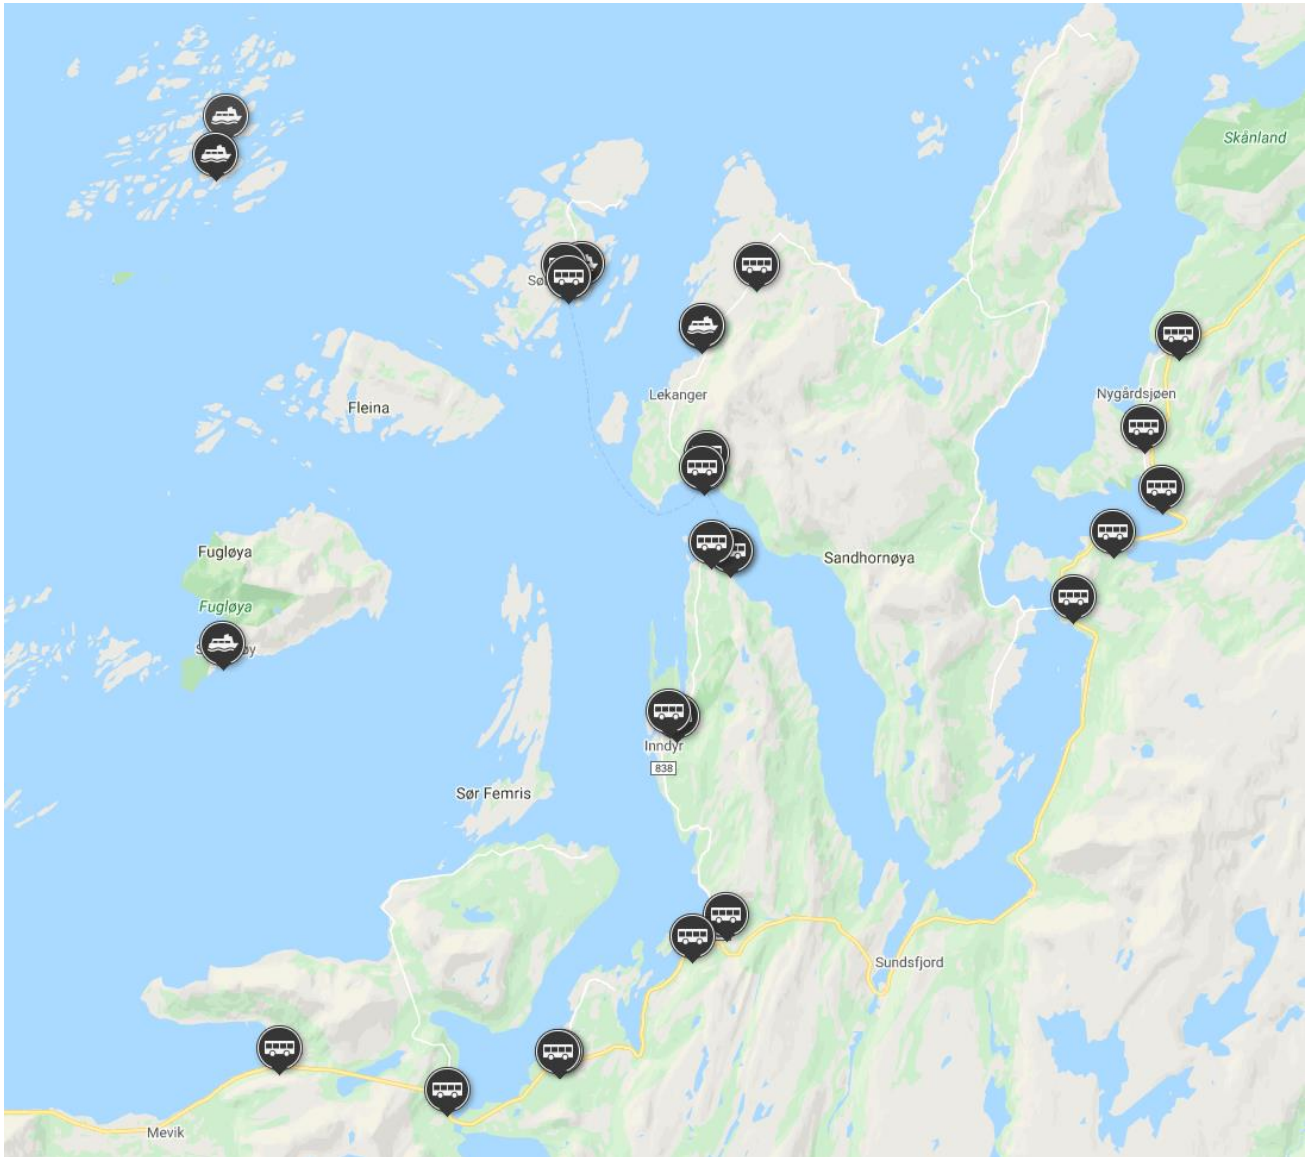 Skånland
Nygårdsjøen
Lekanger
Fleina
Fugløya
Sandhornøya
Fugløya
Inndyr
838
Sør Femris
Sundsfjord
Mevik